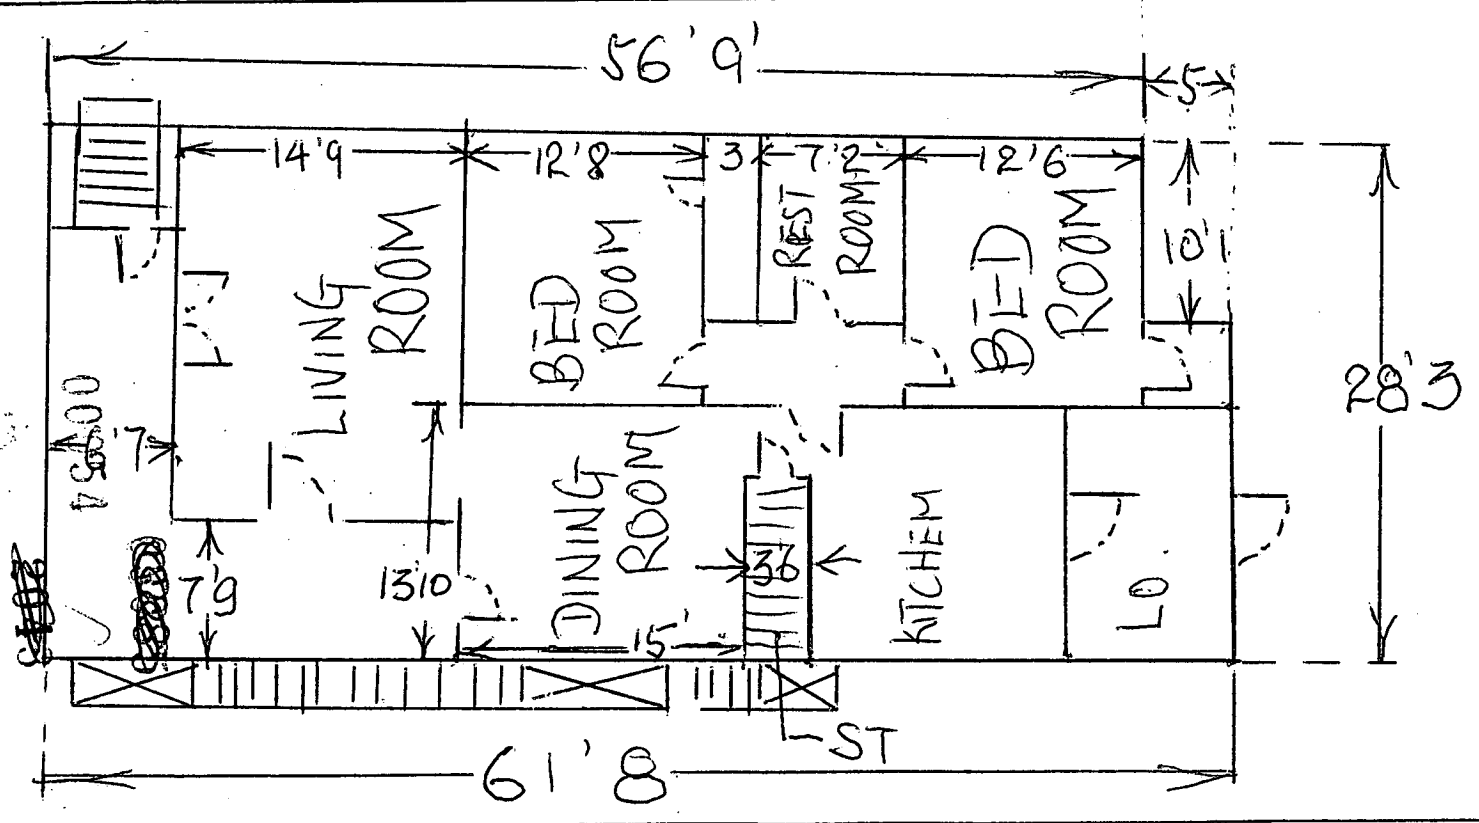 56'9'
5
14'9
12'8
3
7'2
12'6
REST
ROOM
LIVING
ROOM
BED
ROOM
BED
ROOM
10'1
28'3
6'7
7'9
13'10
DINING
ROOM
36
KITCHEM
LO.
15'
ST
61'8